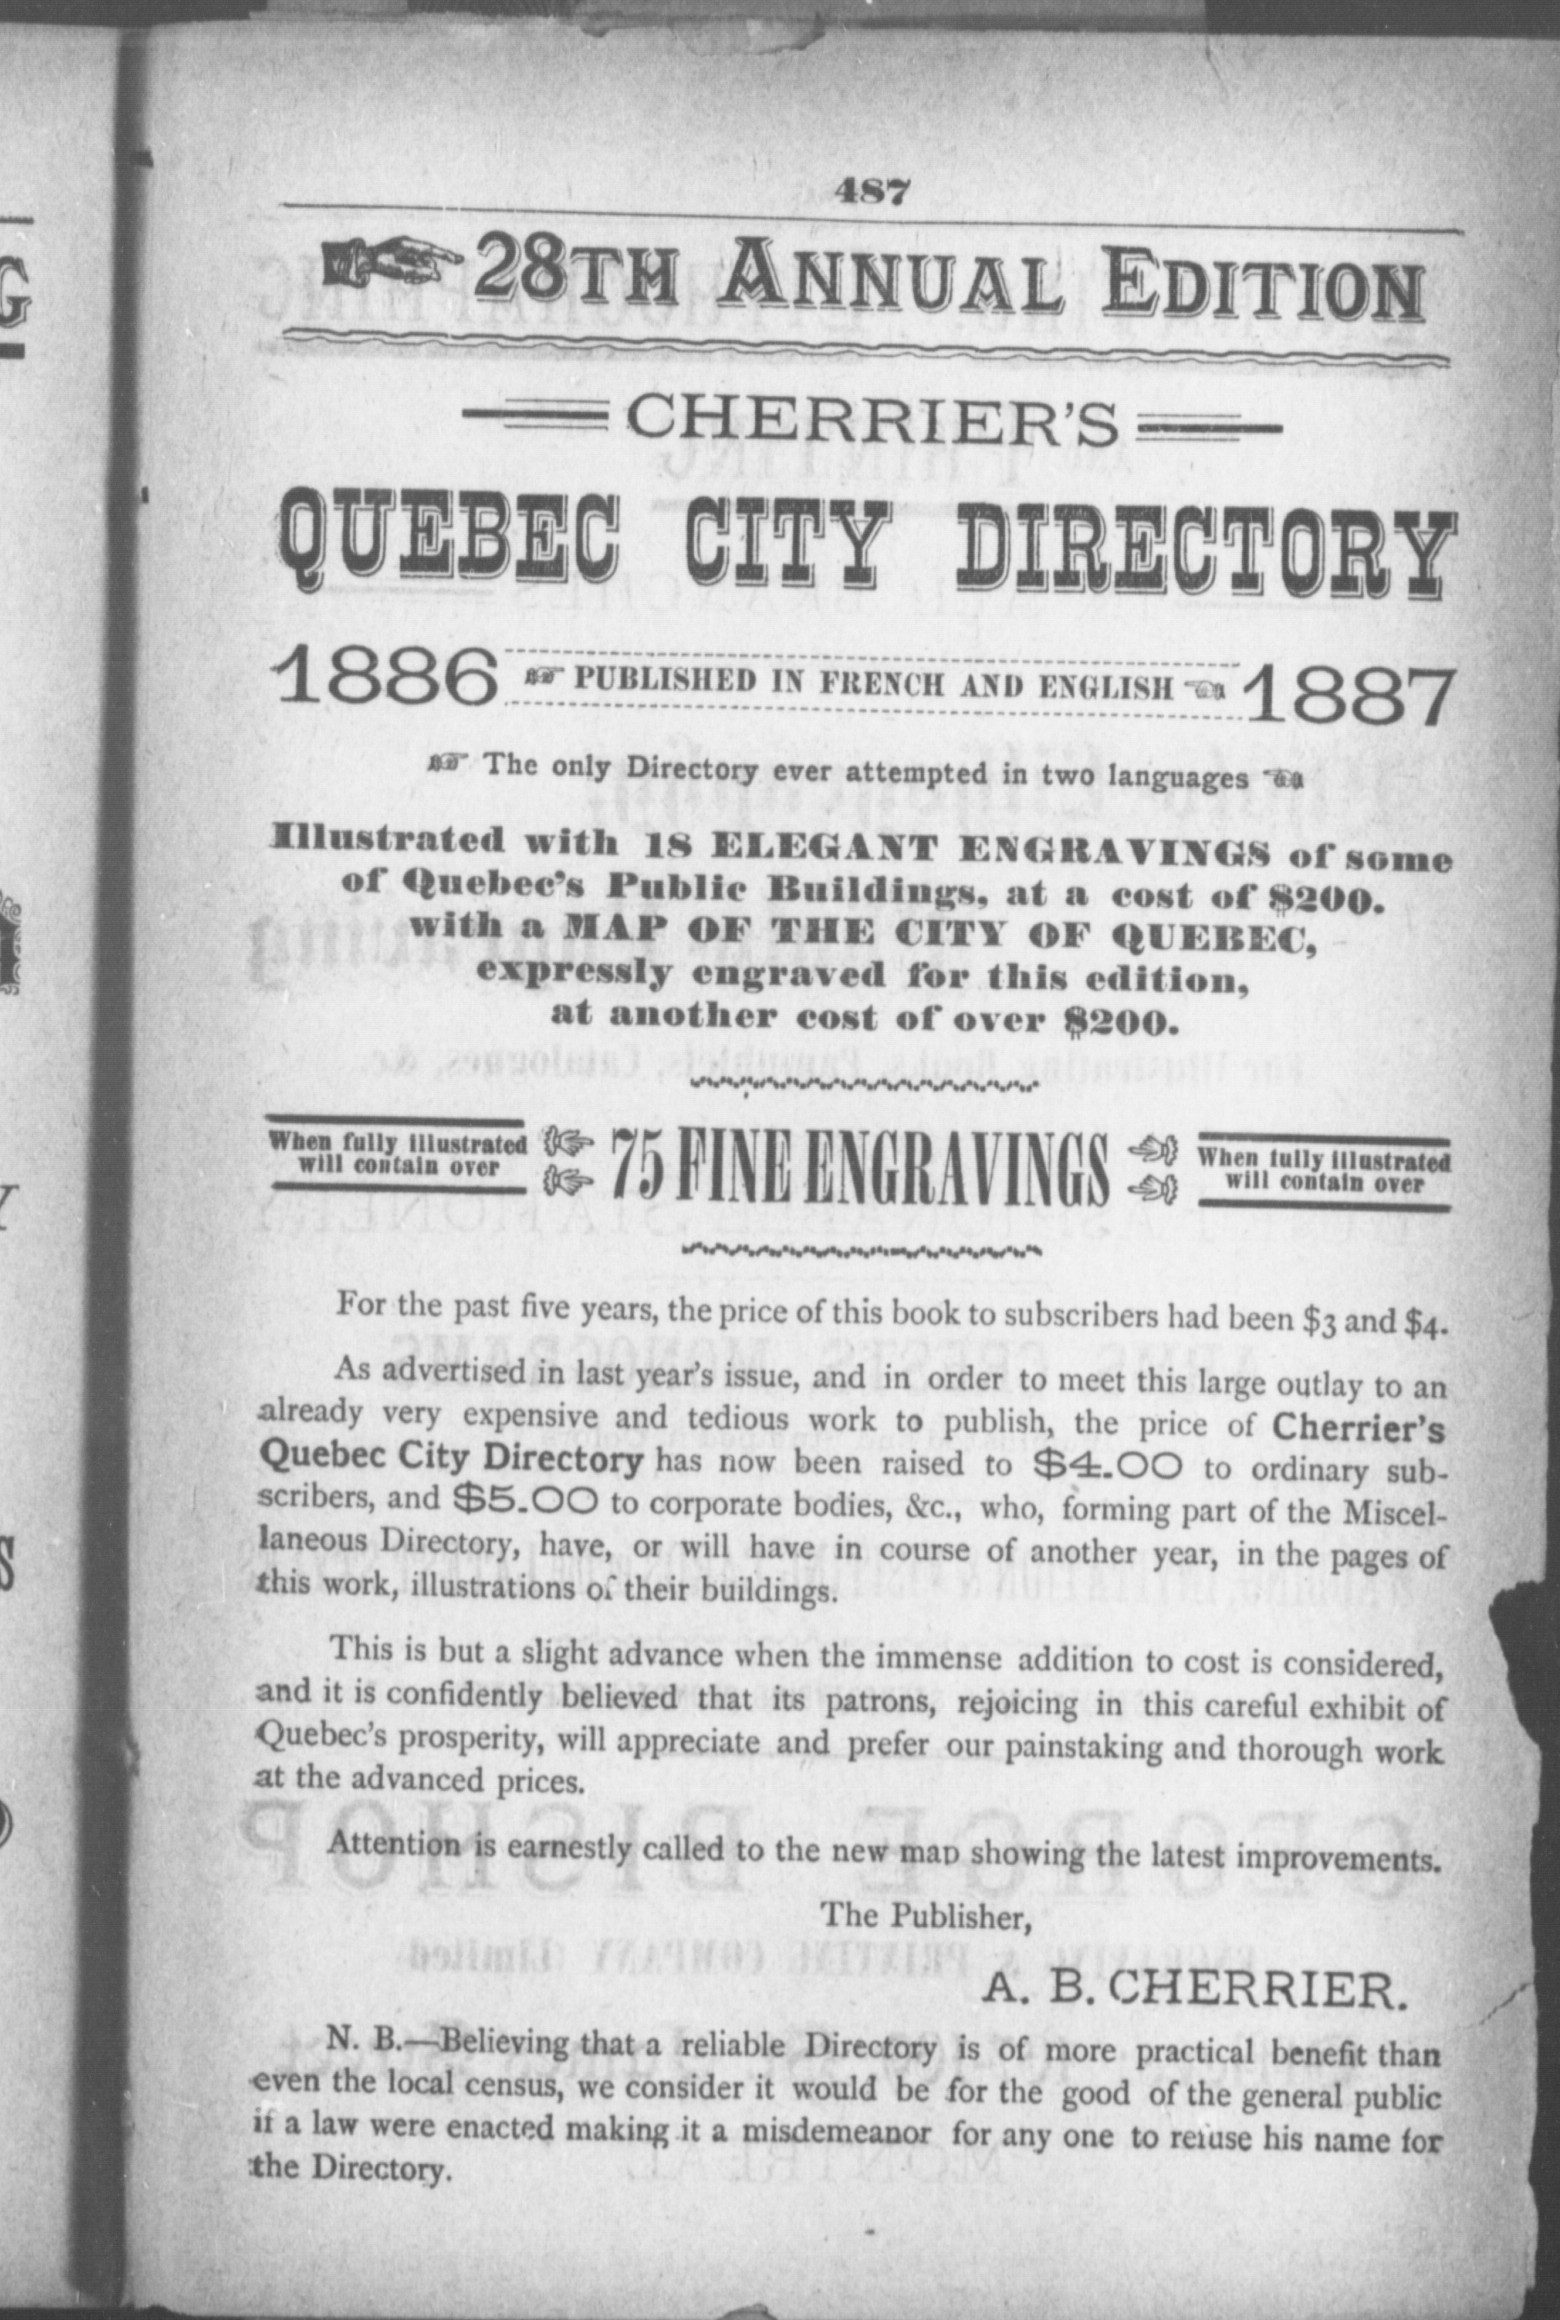 487
28TH ANNUAL EDITION
CHERRIER'S
QUEBEC CITY DIRECTORY
1886 PUBLISHED IN FRENCH AND ENGLISH 1887
The only Directory ever attempted in two languages
Illustrated with 18 ELEGANT ENGRAVINGS of some
of Quebec's Public Buildings, at a cost of $200.
with a MAP OF THE CITY OF QUEBEC,
expressly engraved for this edition,
at another cost of over $200.
When fully illustrated
will contain over
75 FINE ENGRAVINGS
When fully illustrated
will contain over
For the past five years, the price of this book to subscribers had been $3 and $4.
As advertised in last year's issue, and in order to meet this large outlay to an
already very expensive and tedious work to publish, the price of Cherrier's
Quebec City Directory has now been raised to $4.00 to ordinary sub-
scribers, and $5.00 to corporate bodies, &c., who, forming part of the Miscel-
laneous Directory, have, or will have in course of another year, in the pages of
this work, illustrations of their buildings.
This is but a slight advance when the immense addition to cost is considered,
and it is confidently believed that its patrons, rejoicing in this careful exhibit of
Quebec's prosperity, will appreciate and prefer our painstaking and thorough work
at the advanced prices.
Attention is earnestly called to the new map showing the latest improvements.
The Publisher,
A. B. CHERRIER.
N. B.—Believing that a reliable Directory is of more practical benefit than
even the local census, we consider it would be for the good of the general public
if a law were enacted making it a misdemeanor for any one to refuse his name for
the Directory.